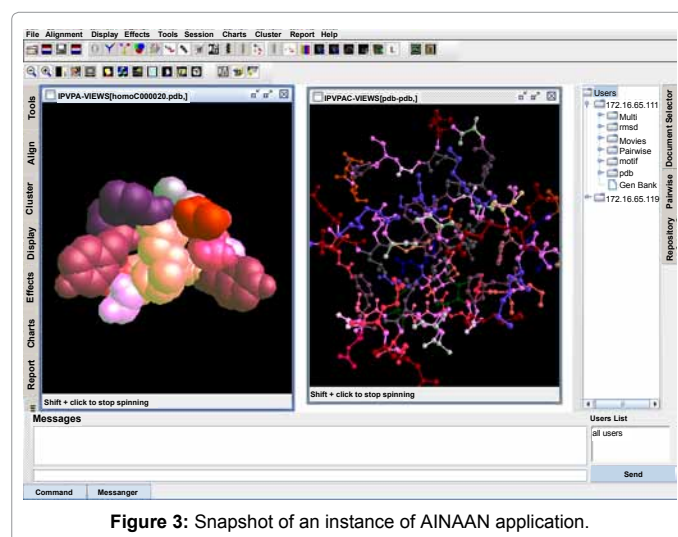 File Alignment Display Effects Tools Session Charts Cluster Report Help
L
Tools
Align
Cluster
Display
Effects
Charts
Report
IPVPA-VIEWS[homoC000020.pdb,]
Shift + click to stop spinning
IPVPAC-VIEWS[pdb-pdb,]
Shift + click to stop spinning
Users
172.16.65.111
Multi
rmsd
Movies
Pairwise
motif
pdb
Gen Bank
172.16.65.119
Document Selector
Pairwise
Repository
Messages
Users List
all users
Send
Command Messanger
Figure 3: Snapshot of an instance of AINAAN application.